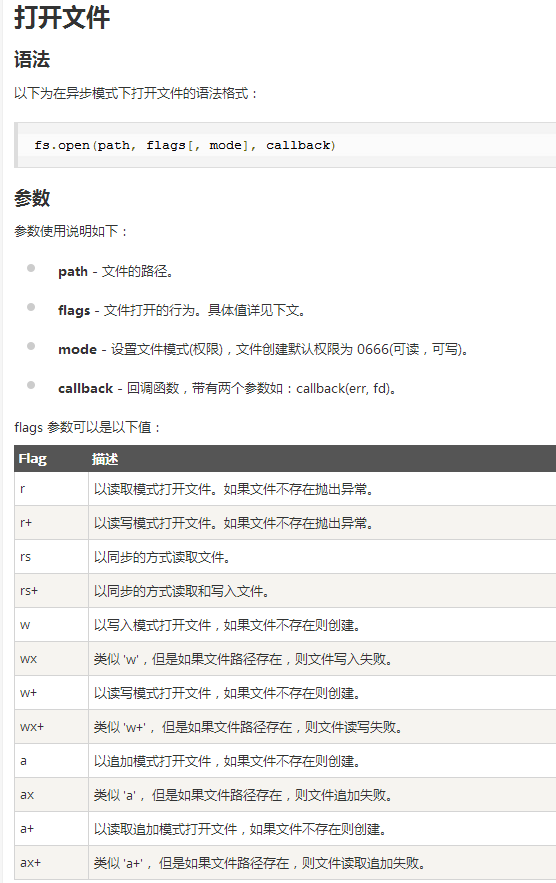 打开文件
语法
以下为在异步模式下打开文件的语法格式：
fs.open(path, flags[, mode], callback)
参数
参数使用说明如下：
path - 文件的路径。
flags - 文件打开的行为。具体值详见下文。
mode - 设置文件模式(权限)，文件创建默认权限为 0666(可读，可写)。
callback - 回调函数，带有两个参数如：callback(err, fd)。
flags 参数可以是以下值：
Flag 描述
r 以读取模式打开文件。如果文件不存在抛出异常。
r+ 以读写模式打开文件。如果文件不存在抛出异常。
rs 以同步的方式读取文件。
rs+ 以同步的方式读取和写入文件。
w 以写入模式打开文件，如果文件不存在则创建。
wx 类似 'w'，但是如果文件路径存在，则文件写入失败。
w+ 以读写模式打开文件，如果文件不存在则创建。
wx+ 类似 'w+'， 但是如果文件路径存在，则文件读写失败。
a 以追加模式打开文件，如果文件不存在则创建。
ax 类似 'a'， 但是如果文件路径存在，则文件追加失败。
a+ 以读取追加模式打开文件，如果文件不存在则创建。
ax+ 类似 'a+'， 但是如果文件路径存在，则文件读取追加失败。